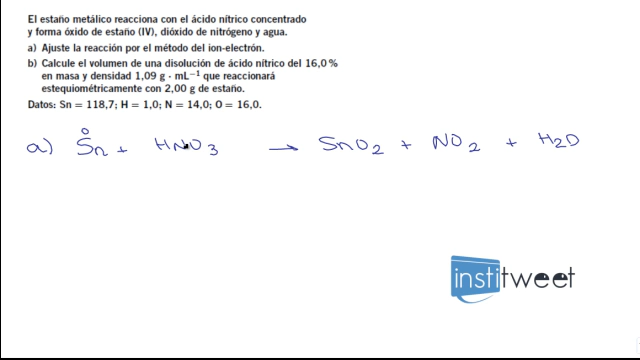 El estaño metálico reacciona con el ácido nítrico concentrado
y forma óxido de estaño (IV), dióxido de nitrógeno y agua.
a) Ajuste la reacción por el método del ion-electrón.
b) Calcule el volumen de una disolución de ácido nítrico del 16,0 %
en masa y densidad 1,09 g · mL⁻¹ que reaccionará
estequiométricamente con 2,00 g de estaño.
Datos: Sn = 118,7; H = 1,0; N = 14,0; O = 16,0.
0
a) Sn + HNO3 → SnO2 + NO2 + H2O
institweet